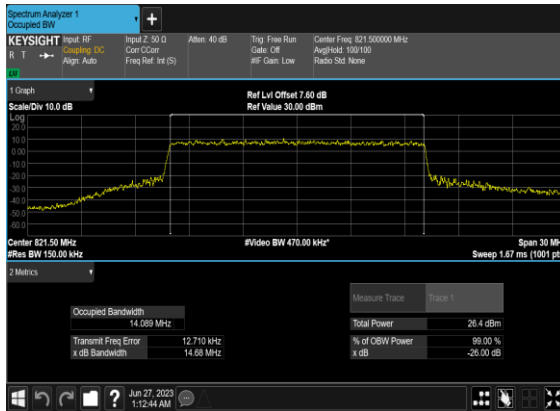 Spectrum Analyzer 1
Occupied BW
+
KEYSIGHT Input: RF Input Z: 50 Ω Atten: 40 dB Trig: Free Run Center Freq: 821.500000 MHz
R T Coupling: DC Corr CCorr Gate: Off Avg|Hold: 100/100
Align: Auto Freq Ref: Int (S) #IF Gain: Low Radio Std: None
1 Graph Ref Lvl Offset 7.60 dB
Scale/Div 10.0 dB Ref Value 30.00 dBm
Log
20.0
10.0
0.00
-10.0
-20.0
-30.0
-40.0
-50.0
-60.0
Center 821.50 MHz #Video BW 470.00 kHz* Span 30 MH
#Res BW 150.00 kHz Sweep 1.67 ms (1001 pt
2 Metrics
Measure Trace Trace 1
Occupied Bandwidth
14.089 MHz Total Power 26.4 dBm
Transmit Freq Error 12.710 kHz % of OBW Power 99.00 %
x dB Bandwidth 14.68 MHz x dB -26.00 dB
? Jun 27, 2023
1:12:44 AM